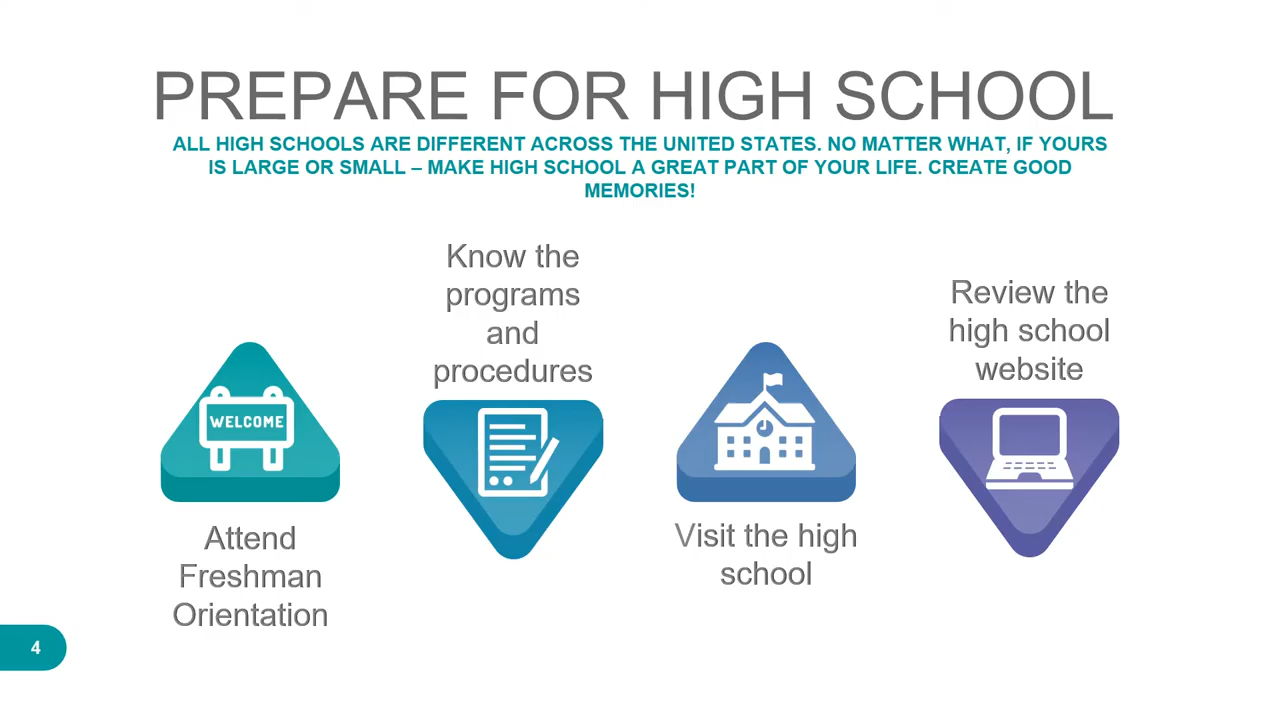 PREPARE FOR HIGH SCHOOL
ALL HIGH SCHOOLS ARE DIFFERENT ACROSS THE UNITED STATES. NO MATTER WHAT, IF YOURS
IS LARGE OR SMALL – MAKE HIGH SCHOOL A GREAT PART OF YOUR LIFE. CREATE GOOD
MEMORIES!
WELCOME
Attend
Freshman
Orientation
Know the
programs
and
procedures
Visit the high
school
Review the
high school
website
4